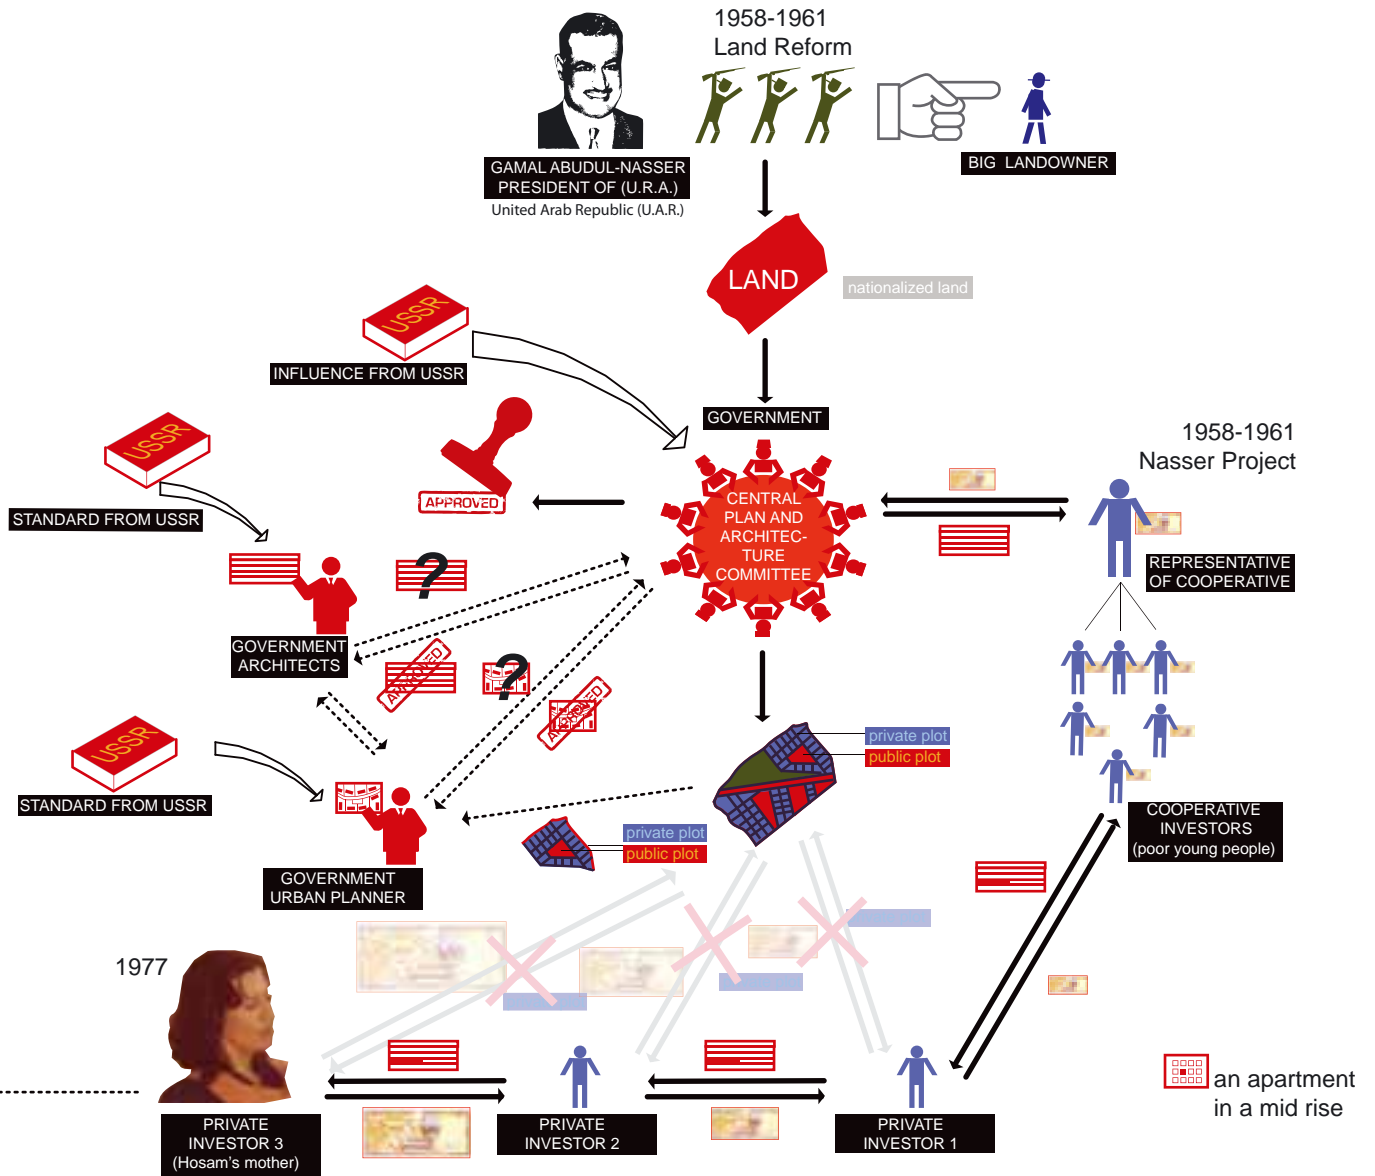 1958-1961
Land Reform
GAMAL ABUDUL-NASSER
PRESIDENT OF (U.R.A.)
United Arab Republic (U.A.R.)
BIG LANDOWNER
LAND
nationalized land
USSR
INFLUENCE FROM USSR
GOVERNMENT
USSR
STANDARD FROM USSR
APPROVED
CENTRAL
PLAN AND
ARCHITEC-
TURE
COMMITTEE
1958-1961
Nasser Project
REPRESENTATIVE
OF COOPERATIVE
?
GOVERNMENT
ARCHITECTS
APPROVED
?
APPROVED
USSR
STANDARD FROM USSR
private plot
public plot
private plot
public plot
COOPERATIVE
INVESTORS
(poor young people)
GOVERNMENT
URBAN PLANNER
1977
PRIVATE
INVESTOR 3
(Hosam's mother)
PRIVATE
INVESTOR 2
PRIVATE
INVESTOR 1
an apartment
in a mid rise